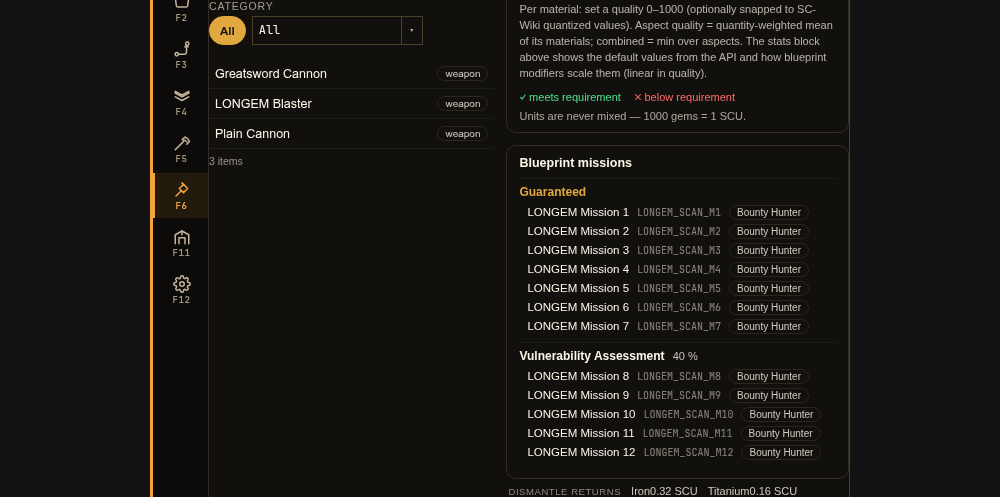 F2
F3
F4
F5
F6
F11
F12
CATEGORY
All
All
Greatsword Cannon weapon
LONGEM Blaster weapon
Plain Cannon weapon
3 items
Per material: set a quality 0–1000 (optionally snapped to SC-
Wiki quantized values). Aspect quality = quantity-weighted mean
of its materials; combined = min over aspects. The stats block
above shows the default values from the API and how blueprint
modifiers scale them (linear in quality).
✓ meets requirement ✕ below requirement
Units are never mixed — 1000 gems = 1 SCU.
Blueprint missions
Guaranteed
LONGEM Mission 1 LONGEM_SCAN_M1 Bounty Hunter
LONGEM Mission 2 LONGEM_SCAN_M2 Bounty Hunter
LONGEM Mission 3 LONGEM_SCAN_M3 Bounty Hunter
LONGEM Mission 4 LONGEM_SCAN_M4 Bounty Hunter
LONGEM Mission 5 LONGEM_SCAN_M5 Bounty Hunter
LONGEM Mission 6 LONGEM_SCAN_M6 Bounty Hunter
LONGEM Mission 7 LONGEM_SCAN_M7 Bounty Hunter
Vulnerability Assessment 40 %
LONGEM Mission 8 LONGEM_SCAN_M8 Bounty Hunter
LONGEM Mission 9 LONGEM_SCAN_M9 Bounty Hunter
LONGEM Mission 10 LONGEM_SCAN_M10 Bounty Hunter
LONGEM Mission 11 LONGEM_SCAN_M11 Bounty Hunter
LONGEM Mission 12 LONGEM_SCAN_M12 Bounty Hunter
DISMANTLE RETURNS Iron0.32 SCU Titanium0.16 SCU